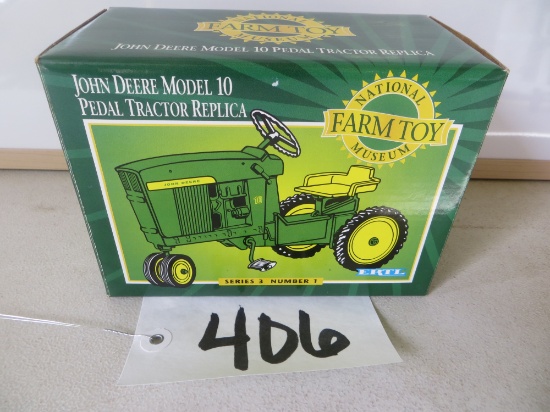 FARM TOY
JOHN DEERE MODEL 10 PEDAL TRACTOR REPLICA
JOHN DEERE MODEL 10
PEDAL TRACTOR REPLICA
NATIONAL
FARM TOY
MUSEUM
JOHN DEERE
10
SERIES 3 NUMBER 1
ERTL
406